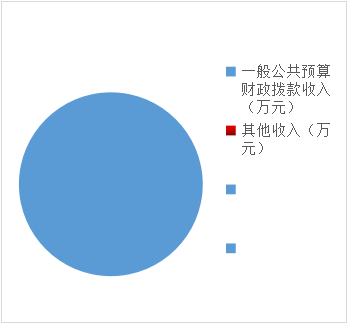 一般公共预算
财政拨款收入
（万元）
其他收入（万
元）